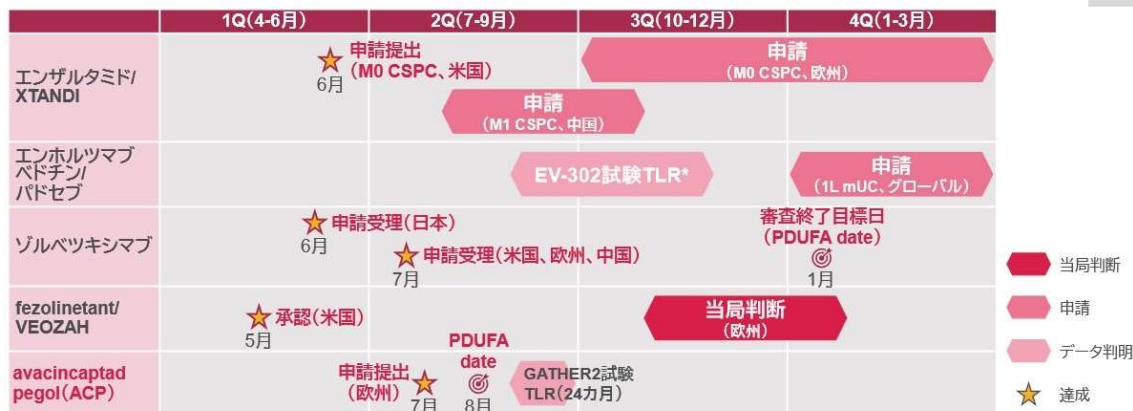 1Q(4-6月) 2Q(7-9月) 3Q(10-12月) 4Q(1-3月)
エンザルタミド/
XTANDI
申請提出
(M0 CSPC、米国)
6月
申請
(M1 CSPC、中国)
申請
(M0 CSPC、欧州)
エンホルツマブ
ベドチン/
パドセブ
EV-302試験TLR*
申請
(1L mUC、グローバル)
ゾルベツキシマブ
申請受理(日本)
6月
申請受理(米国、欧州、中国)
7月
審査終了目標日
(PDUFA date)
1月
fezolinetant/
VEOZAH
承認(米国)
5月
当局判断
(欧州)
avacincaptad
pegol(ACP)
申請提出
(欧州)
7月
PDUFA
date
8月
GATHER2試験
TLR(24カ月)
当局判断
申請
データ判明
達成